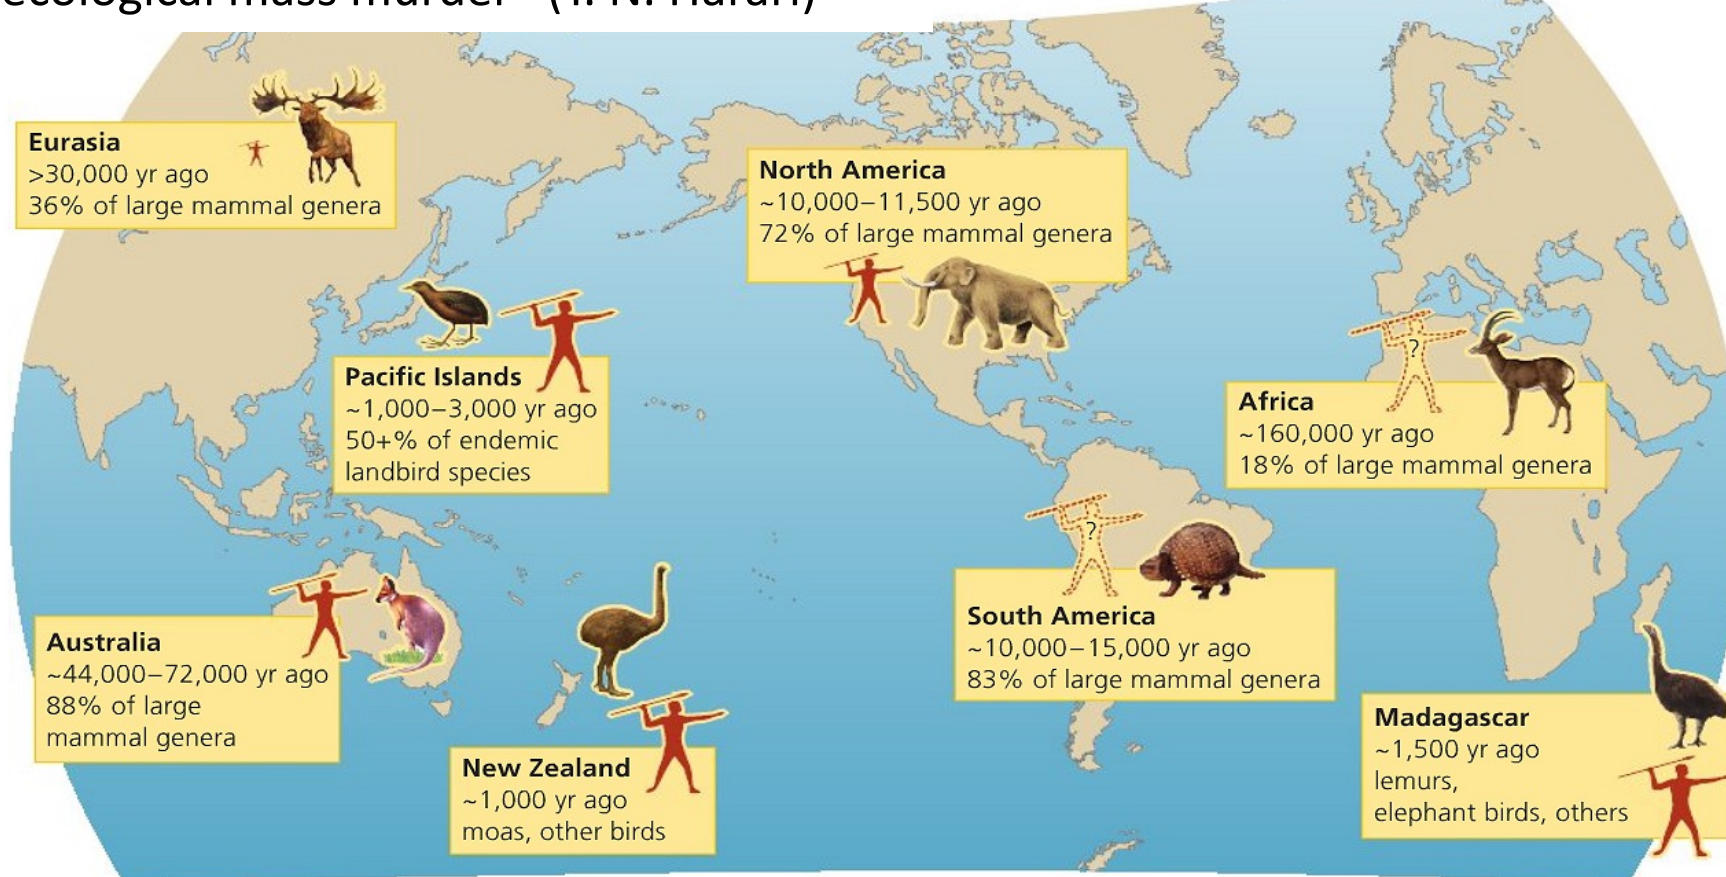 ecological mass murder" (Y. N. Harari)
Eurasia
>30,000 yr ago
36% of large mammal genera
North America
~10,000–11,500 yr ago
72% of large mammal genera
Pacific Islands
~1,000–3,000 yr ago
50+% of endemic
landbird species
?
Africa
~160,000 yr ago
18% of large mammal genera
?
South America
~10,000–15,000 yr ago
83% of large mammal genera
Australia
~44,000–72,000 yr ago
88% of large
mammal genera
New Zealand
~1,000 yr ago
moas, other birds
Madagascar
~1,500 yr ago
lemurs,
elephant birds, others